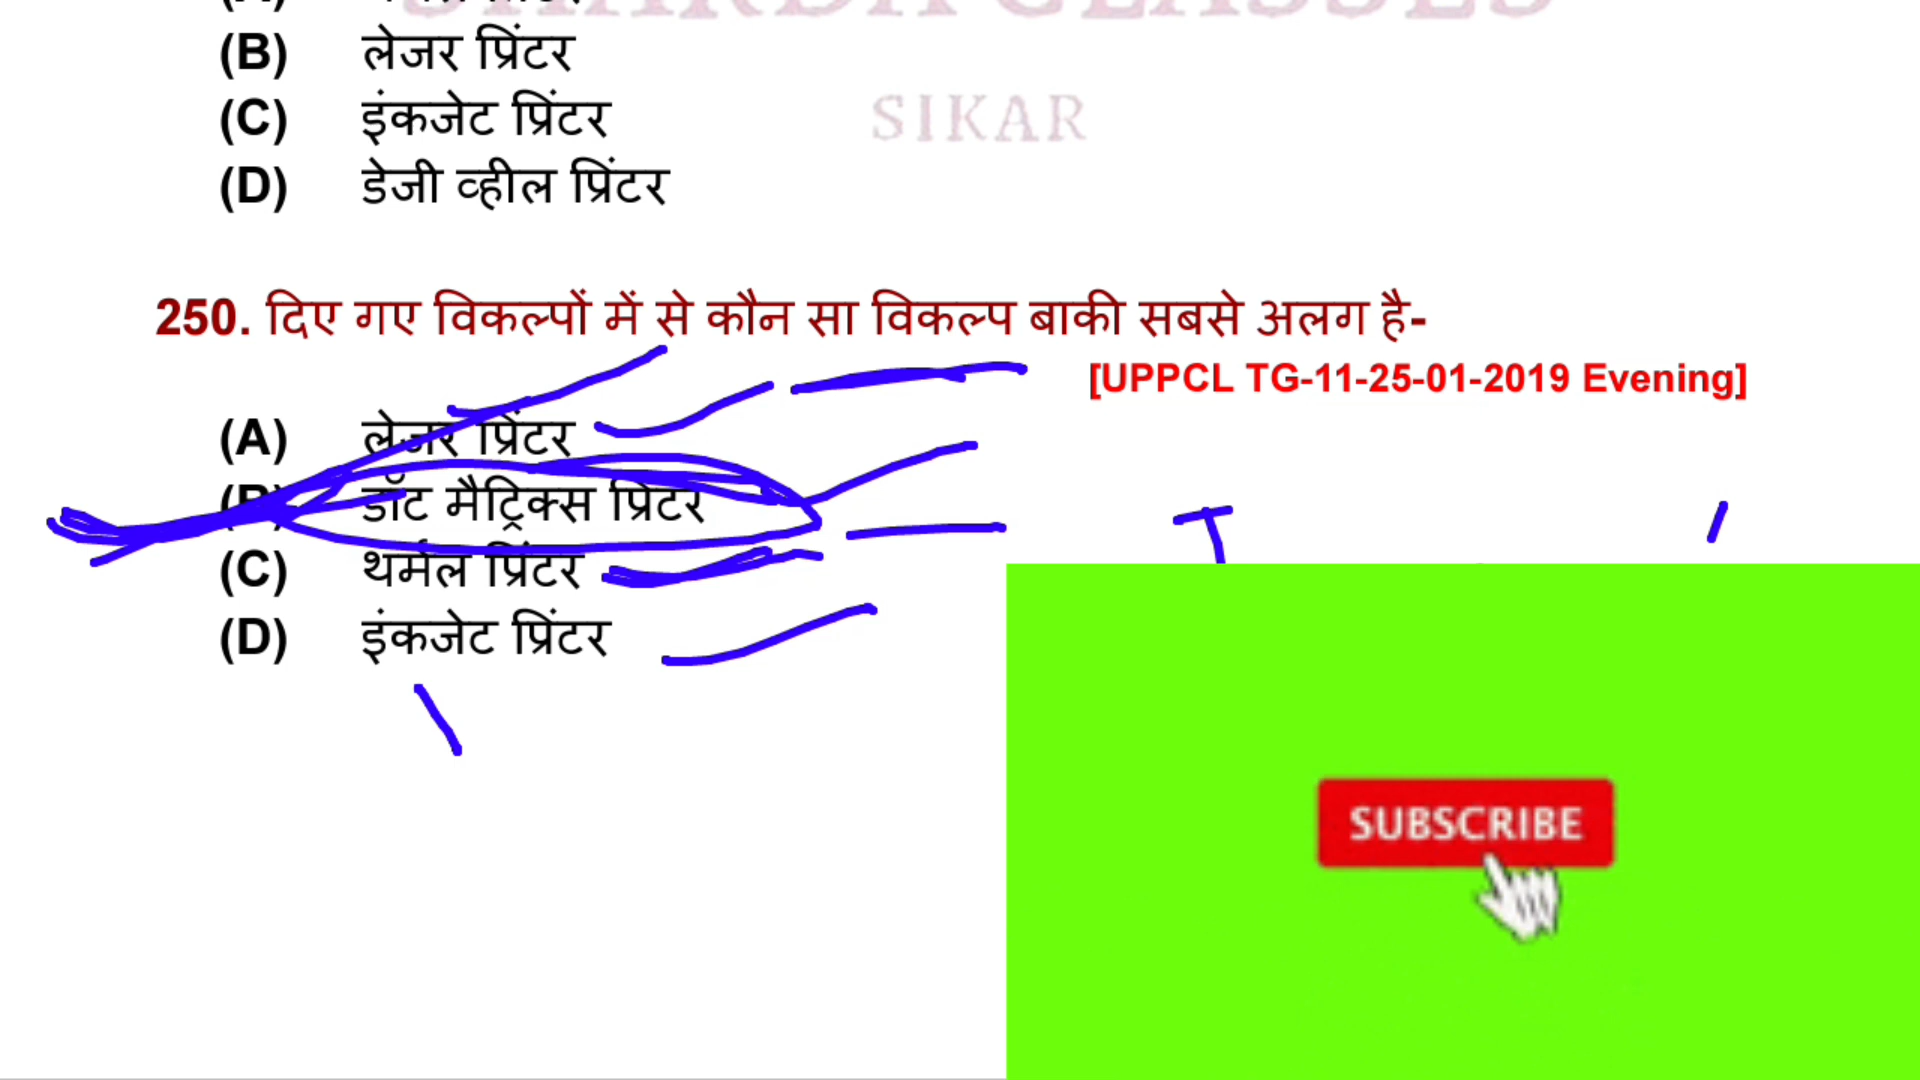 (B) लेजर प्रिंटर
(C) इंकजेट प्रिंटर
SIKAR
(D) डेजी व्हील प्रिंटर
250. दिए गए विकल्पों में से कौन सा विकल्प बाकी सबसे अलग है-
[UPPCL TG-11-25-01-2019 Evening]
(A) लेजर प्रिंटर
(B) डॉट मैट्रिक्स प्रिंटर
(C) थर्मल प्रिंटर
(D) इंकजेट प्रिंटर
SUBSCRIBE